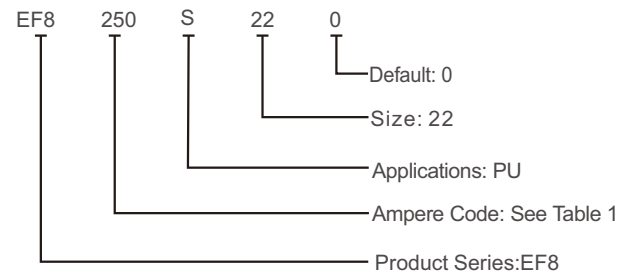 EF8 250 S 22 0
Default: 0
Size: 22
Applications: PU
Ampere Code: See Table 1
Product Series:EF8